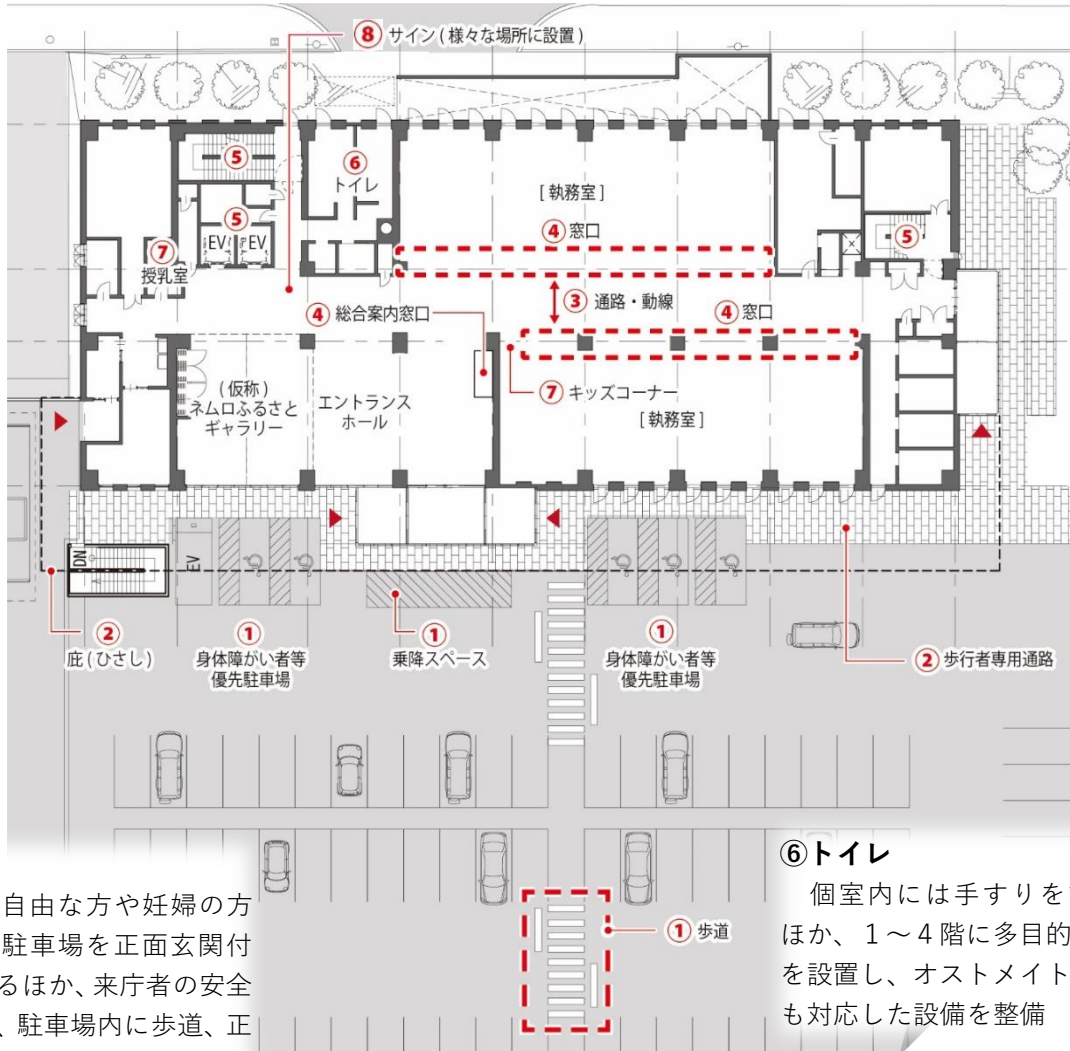 ⑧ サイン(様々な場所に設置)
⑤
⑥
トイレ
[執務室]
⑤
EV
EV
④ 窓口
⑤
⑦
授乳室
③ 通路・動線
④ 総合案内窓口
④ 窓口
(仮称)
ネムロふるさと
ギャラリー
エントランス
ホール
⑦ キッズコーナー
[執務室]
DN
EV
②
庇(ひさし)
①
身体障がい者等
優先駐車場
①
乗降スペース
①
身体障がい者等
優先駐車場
② 歩行者専用通路
① 歩道
自由な方や妊婦の方
駐車場を正面玄関付
るほか、来庁者の安全
、駐車場内に歩道、正
⑥トイレ
個室内には手すりを
ほか、1~4階に多目的
を設置し、オストメイト
も対応した設備を整備